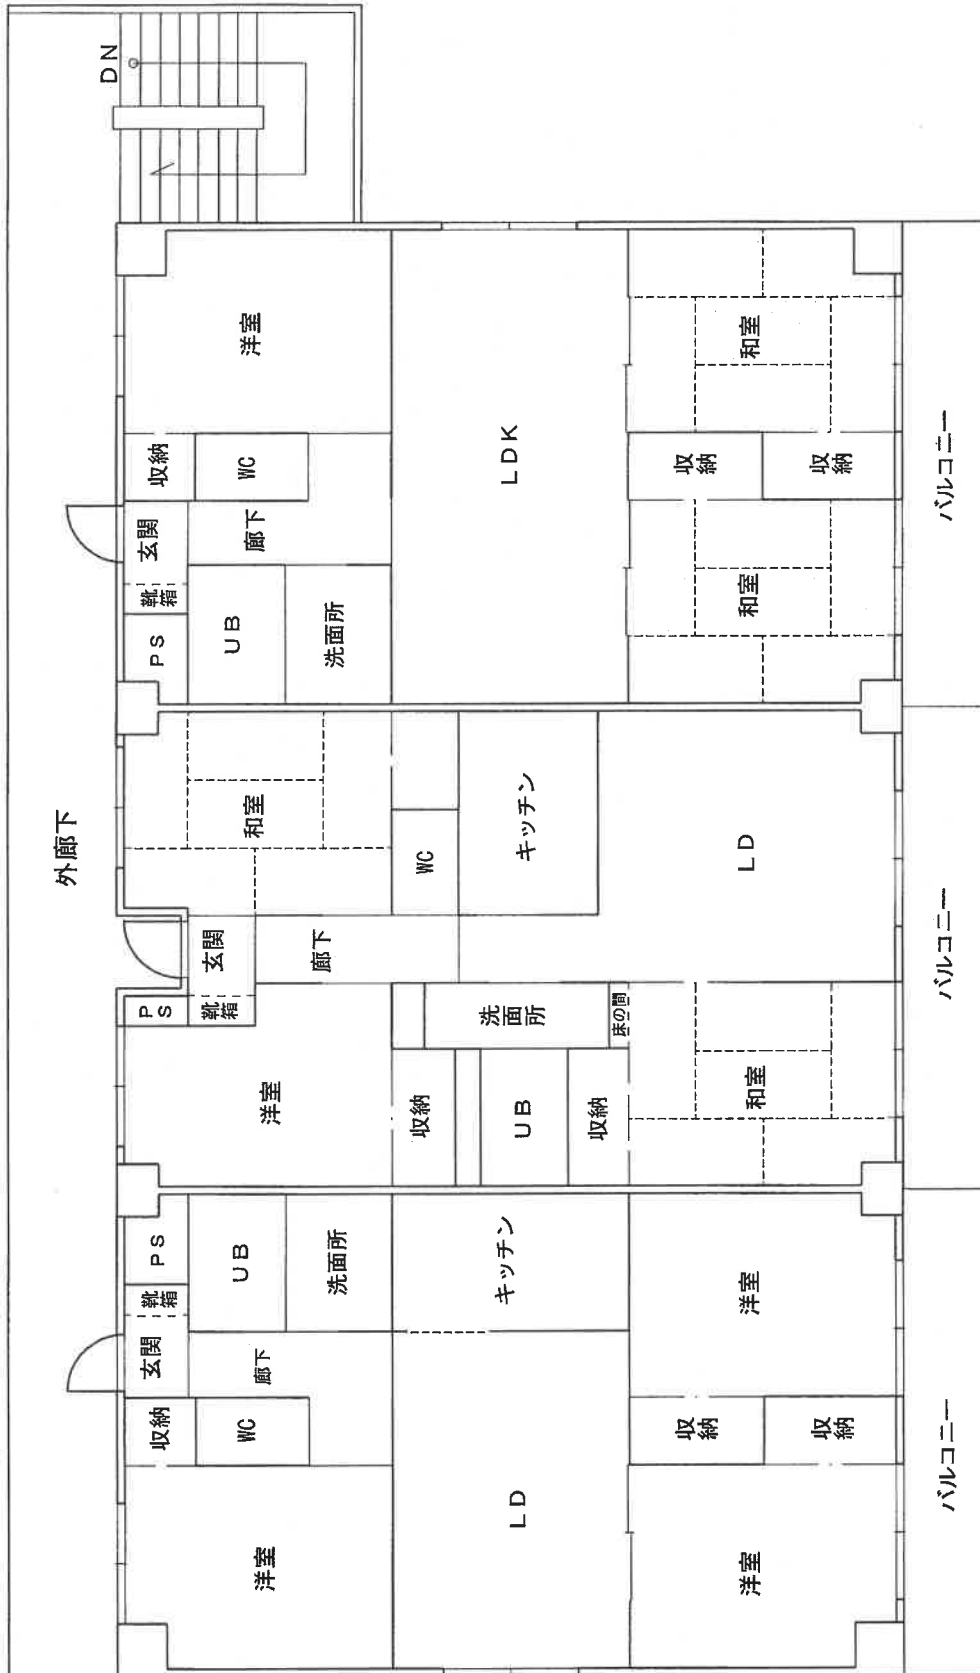 外廊下
DN
洋室
収納
WC
玄関
靴箱
PS
UB
廊下
洗面所
LD
キッチン
洋室
収納
収納
洋室
バルコニー
PS
靴箱
玄関
洋室
廊下
和室
収納
UB
収納
洗面所
床の間
WC
キッチン
LD
和室
バルコニー
PS
靴箱
玄関
収納
UB
洗面所
廊下
WC
洋室
LDK
和室
収納
収納
和室
バルコニー